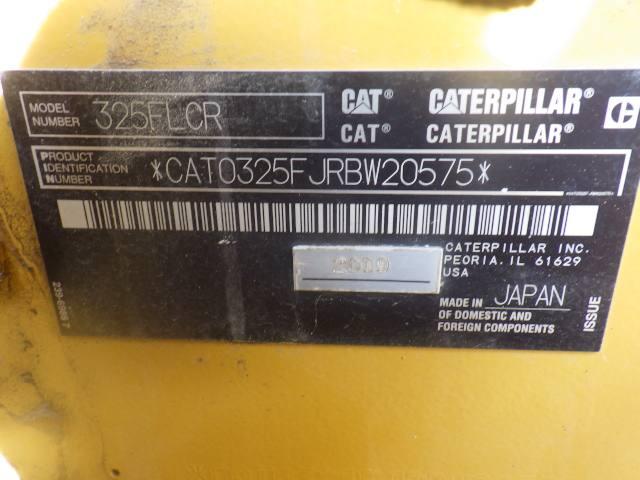 MODEL NUMBER 325FLCR
CAT® CATERPILLAR®
CAT® CATERPILLAR®
PRODUCT IDENTIFICATION NUMBER *CAT0325FJRBW20575*
CATERPILLAR INC.
PEORIA. IL 61629
USA
MADE IN JAPAN
OF DOMESTIC AND
FOREIGN COMPONENTS
ISSUE